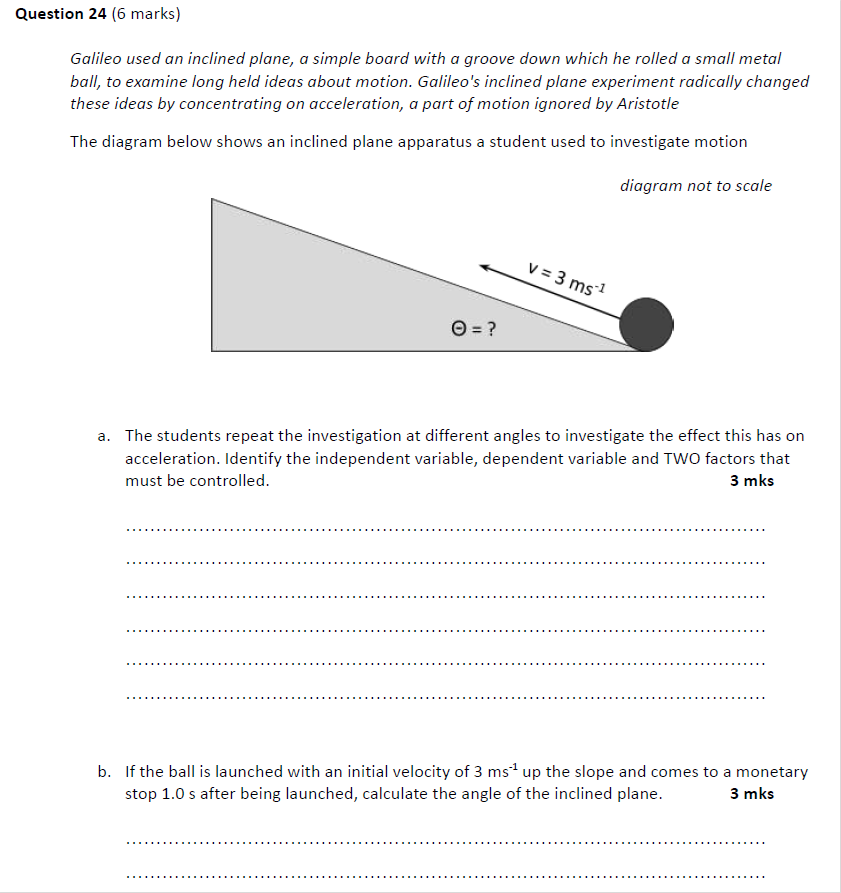 Question 24 (6 marks)
Galileo used an inclined plane, a simple board with a groove down which he rolled a small metal
ball, to examine long held ideas about motion. Galileo's inclined plane experiment radically changed
these ideas by concentrating on acceleration, a part of motion ignored by Aristotle
The diagram below shows an inclined plane apparatus a student used to investigate motion
diagram not to scale
v = 3 ms⁻¹
Θ = ?
a. The students repeat the investigation at different angles to investigate the effect this has on
acceleration. Identify the independent variable, dependent variable and TWO factors that
must be controlled. 3 mks
................................................................................
................................................................................
................................................................................
................................................................................
................................................................................
................................................................................
b. If the ball is launched with an initial velocity of 3 ms⁻¹ up the slope and comes to a monetary
stop 1.0 s after being launched, calculate the angle of the inclined plane. 3 mks
................................................................................
................................................................................